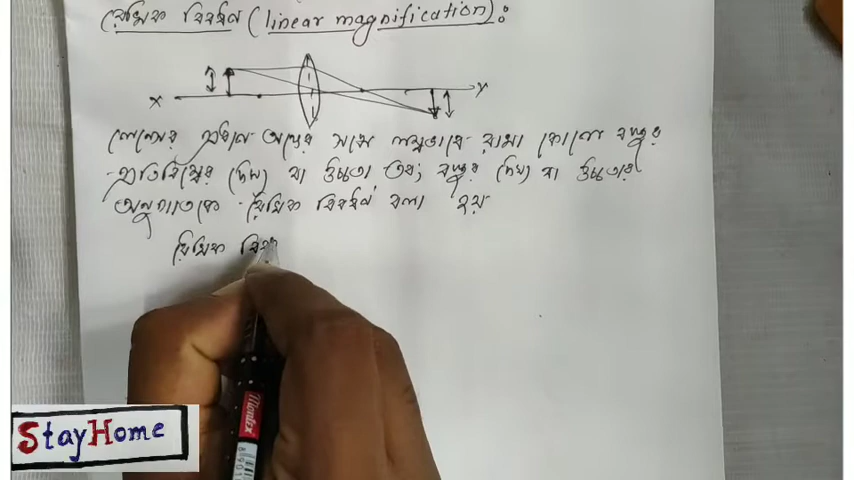 রৈখিক বিবর্ধন (linear magnification):
X Y
লেন্সের প্রধান অক্ষের সঙ্গে লম্বভাবে রাখা কোনো বস্তুর
প্রতিবিম্বের দৈর্ঘ্য বা উচ্চতা এবং বস্তুর দৈর্ঘ্য বা উচ্চতার
অনুপাতকে রৈখিক বিবর্ধন বলা হয়
রৈখিক
StayHome
Montex